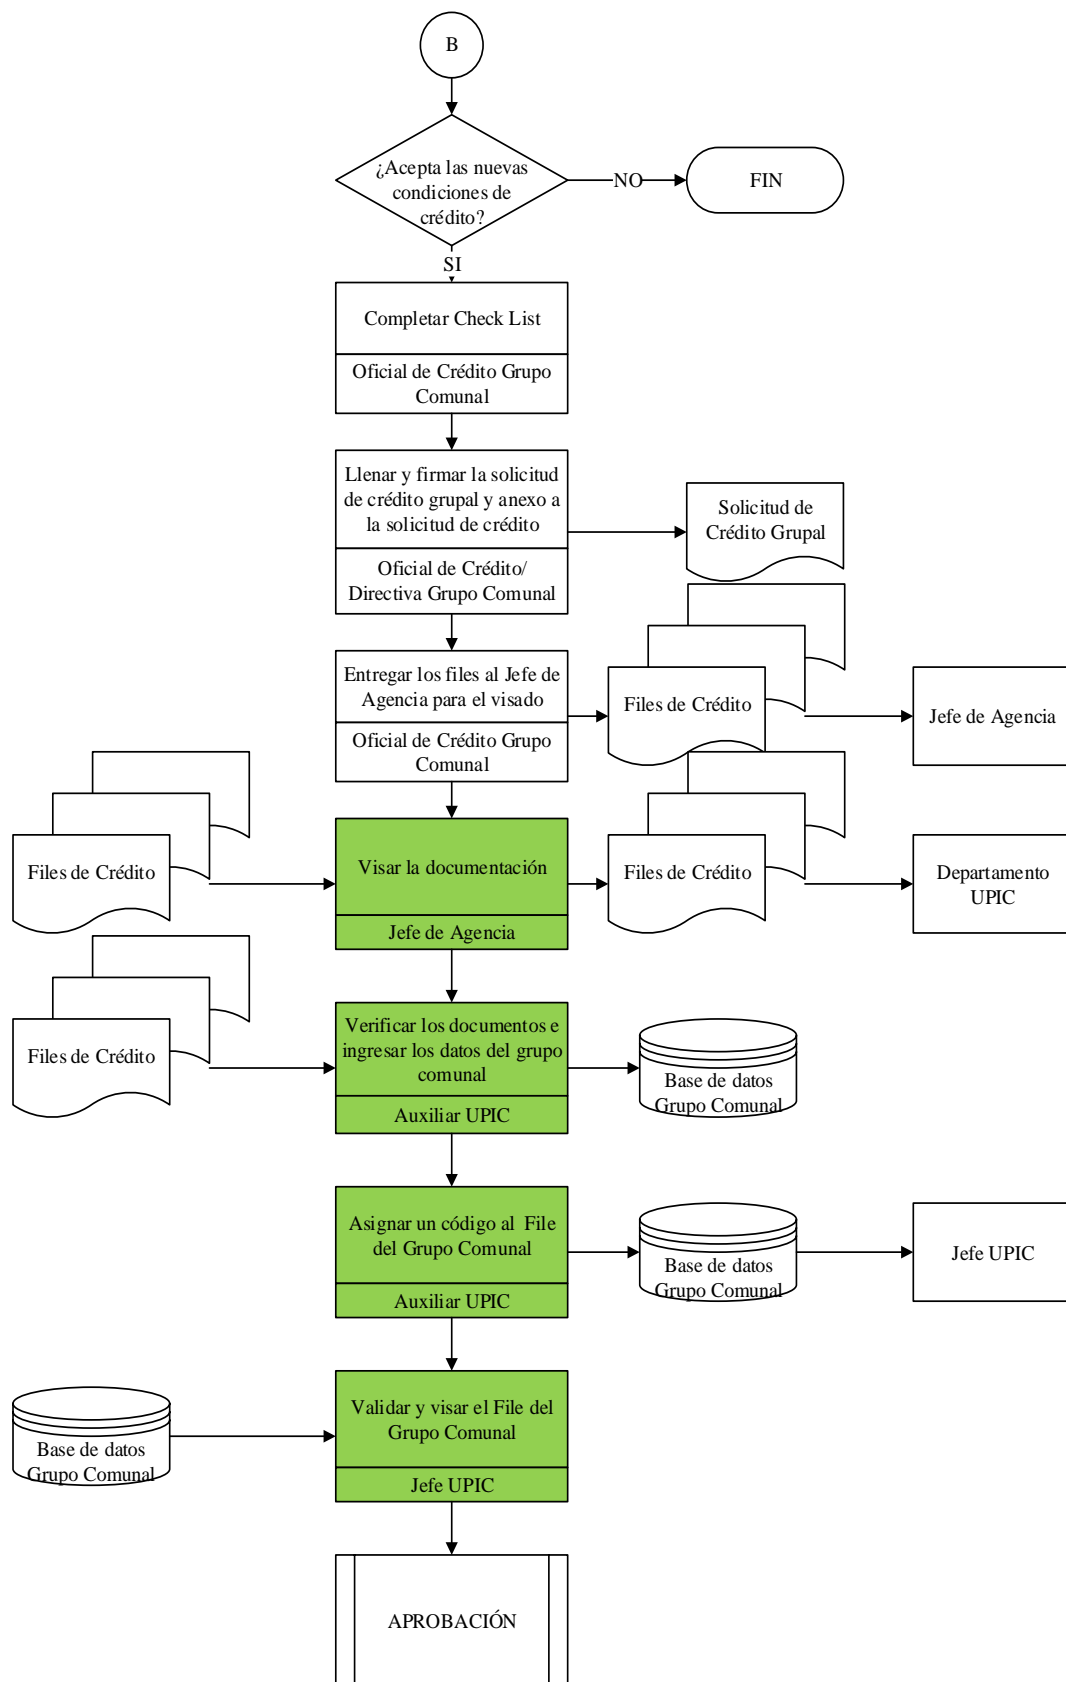 B
¿Acepta las nuevas
condiciones de
crédito?
NO
FIN
SI
Completar Check List
Oficial de Crédito Grupo
Comunal
Llenar y firmar la solicitud
de crédito grupal y anexo a
la solicitud de crédito
Oficial de Crédito/
Directiva Grupo Comunal
Solicitud de
Crédito Grupal
Entregar los files al Jefe de
Agencia para el visado
Oficial de Crédito Grupo
Comunal
Files de Crédito
Jefe de Agencia
Files de Crédito
Visar la documentación
Jefe de Agencia
Files de Crédito
Departamento
UPIC
Files de Crédito
Verificar los documentos e
ingresar los datos del grupo
comunal
Auxiliar UPIC
Base de datos
Grupo Comunal
Asignar un código al File
del Grupo Comunal
Auxiliar UPIC
Base de datos
Grupo Comunal
Jefe UPIC
Base de datos
Grupo Comunal
Validar y visar el File del
Grupo Comunal
Jefe UPIC
APROBACIÓN